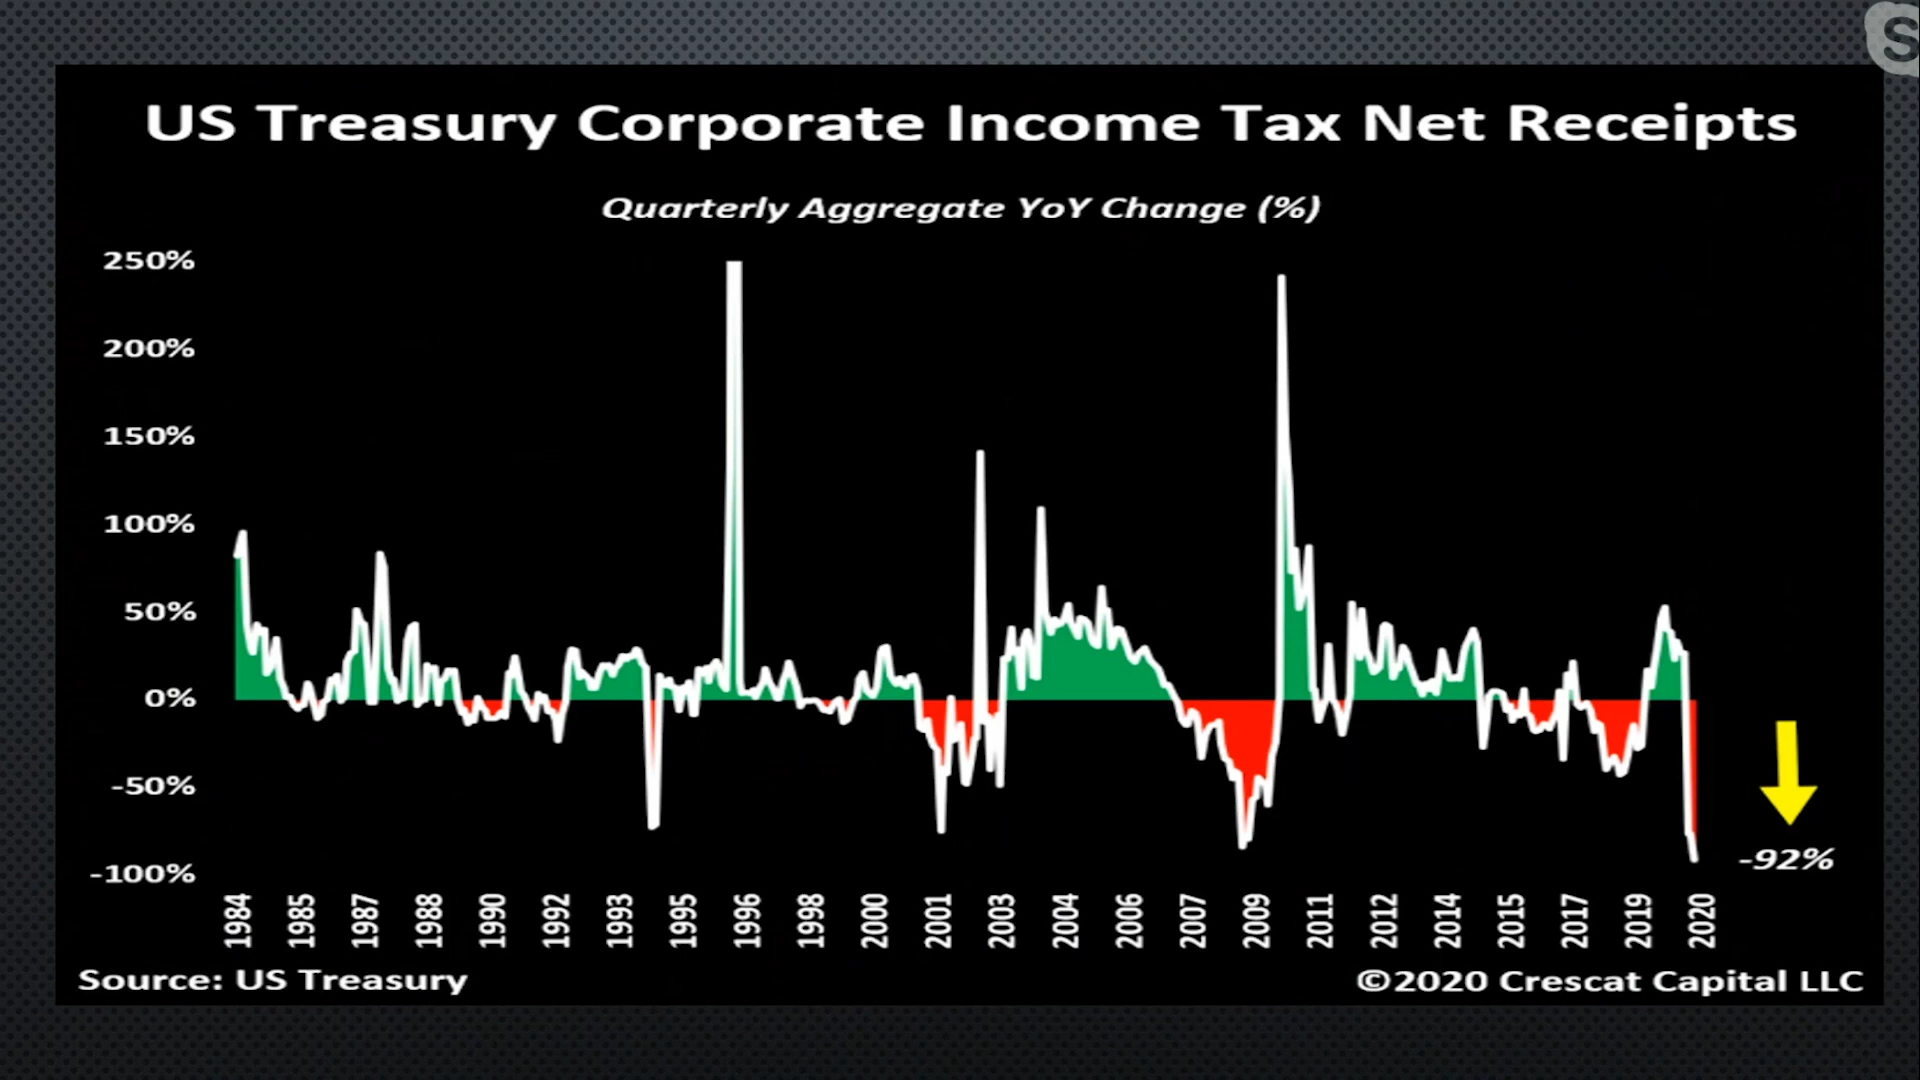 S
US Treasury Corporate Income Tax Net Receipts
Quarterly Aggregate YoY Change (%)
250%
200%
150%
100%
50%
0%
-50%
-100%
-92%
1984 1985 1987 1988 1990 1992 1993 1995 1996 1998 2000 2001 2003 2004 2006 2007 2009 2011 2012 2014 2015 2017 2019 2020
Source: US Treasury
©2020 Crescat Capital LLC